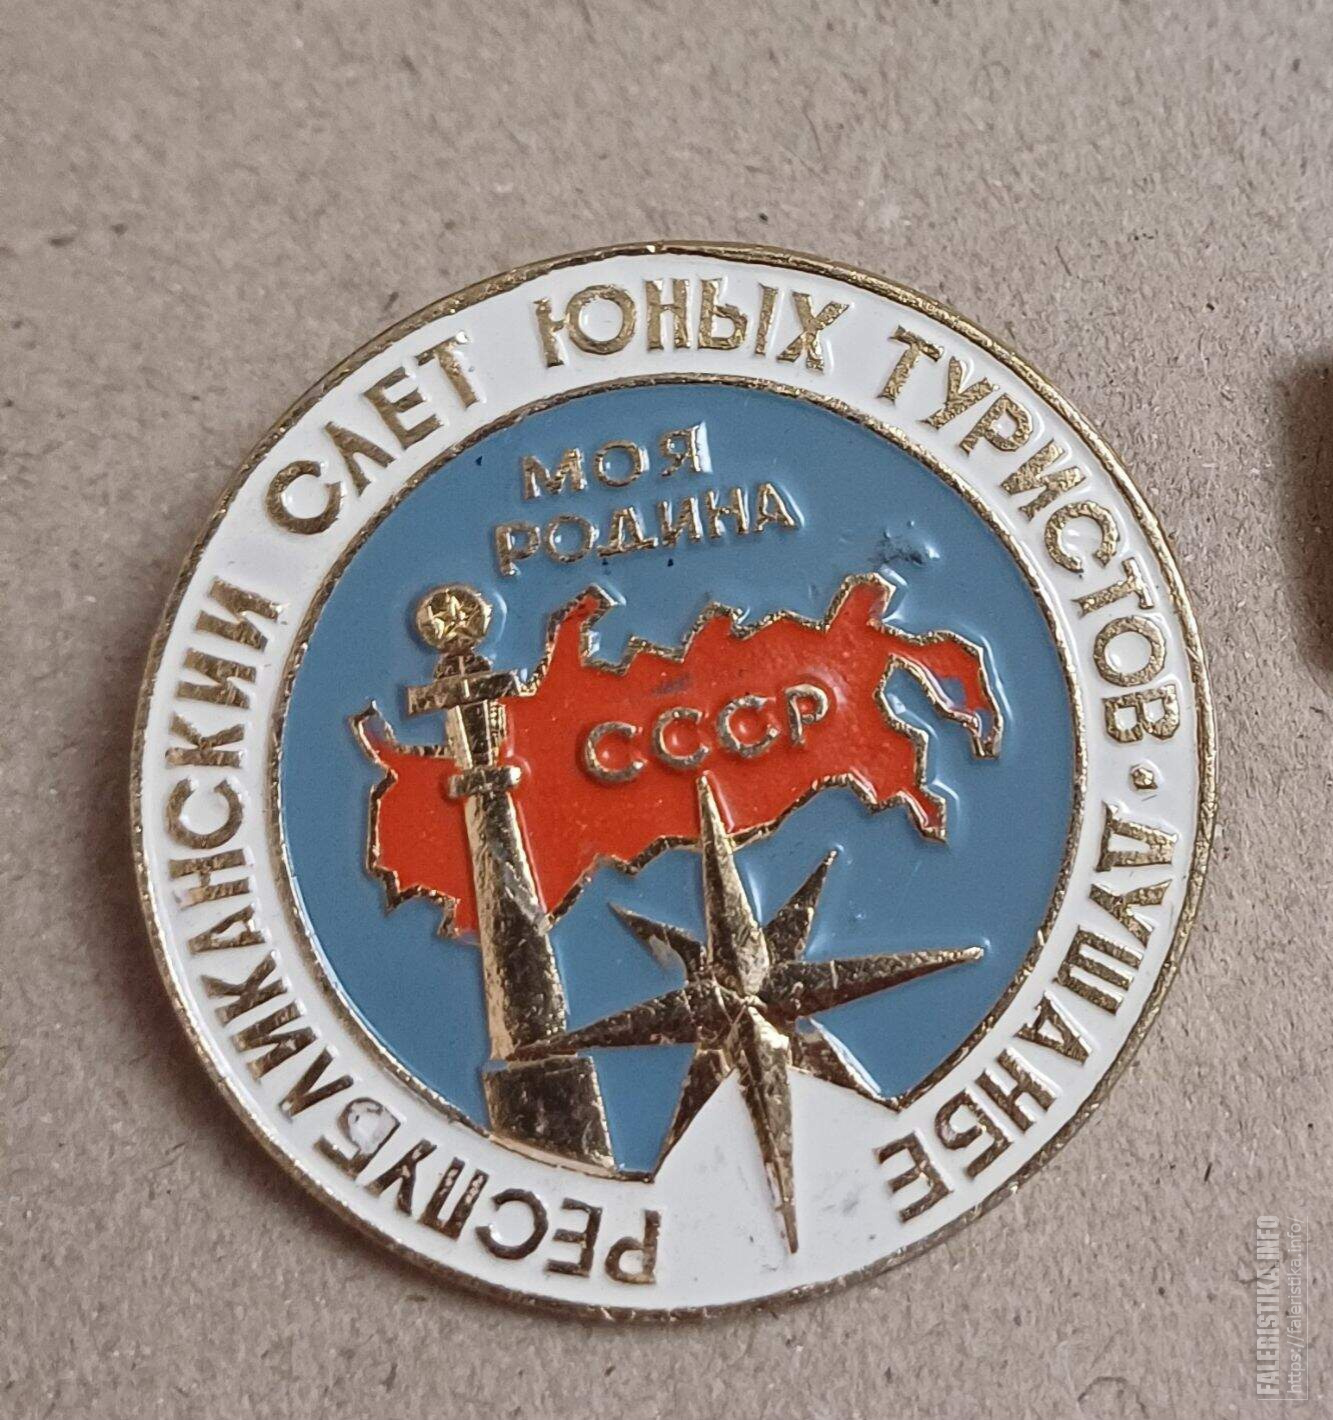 РЕСПУБЛИКАНСКИЙ СЛЕТ ЮНЫХ ТУРИСТОВ · ДУШАНБЕ
МОЯ
РОДИНА
СССР
FALERISTIKA.INFO
https://faleristika.info/